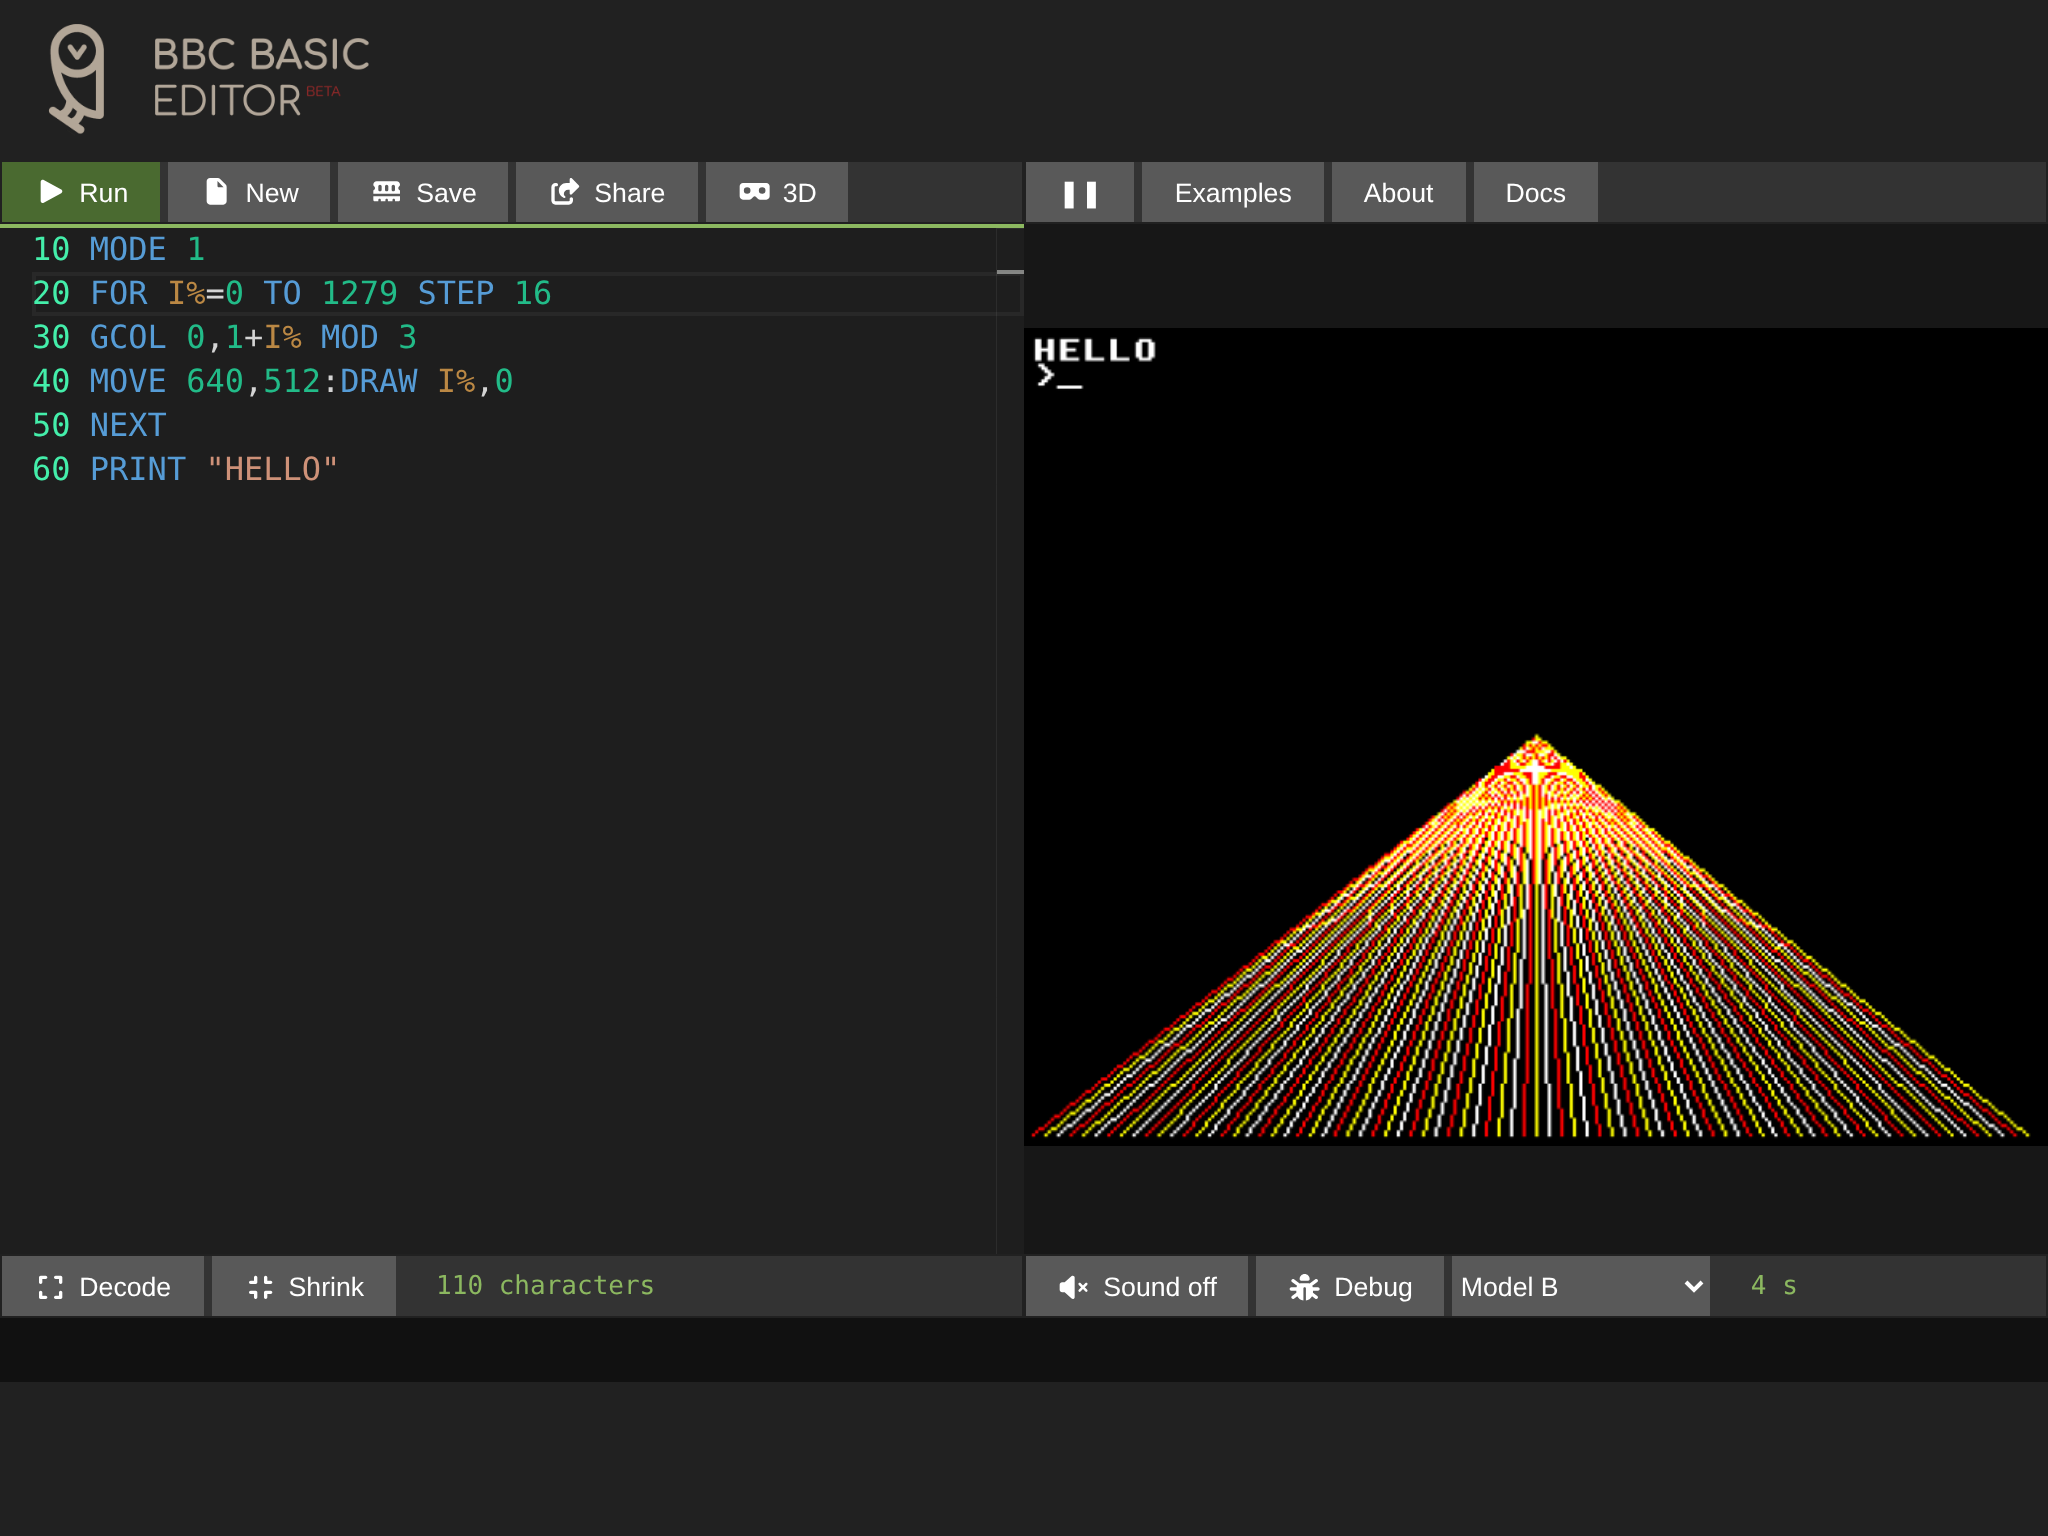 BBC BASIC
EDITOR BETA
Run New Save Share 3D Examples About Docs
10 MODE 1
20 FOR I%=0 TO 1279 STEP 16
30 GCOL 0,1+I% MOD 3
40 MOVE 640,512:DRAW I%,0
50 NEXT
60 PRINT "HELLO"
HELLO
>_
Decode Shrink 110 characters Sound off Debug Model B 4 s